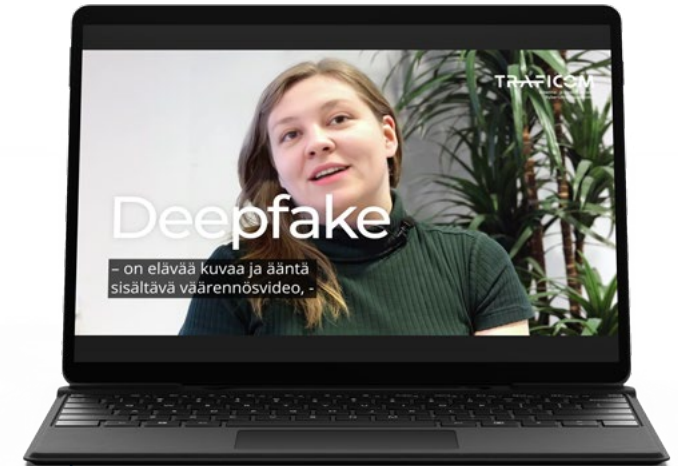 TRAFICOM
Deepfake
– on elävää kuvaa ja ääntä
sisältävä väärennösvideo, -